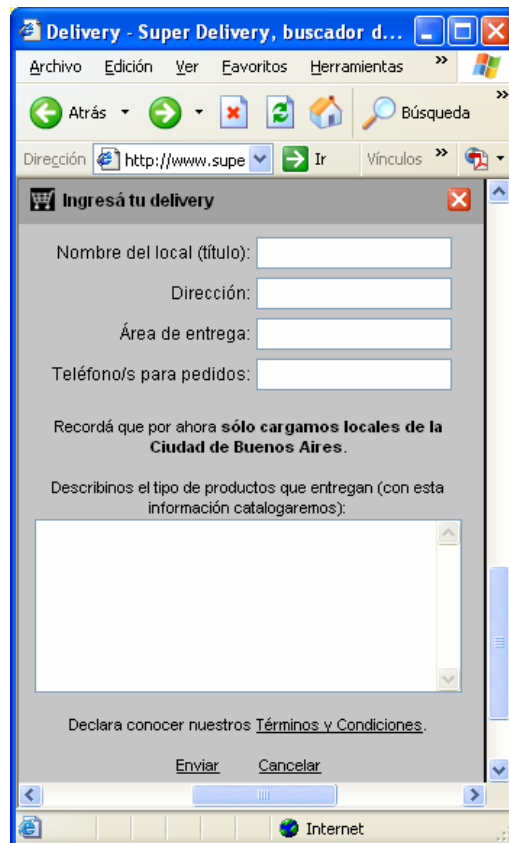 Delivery - Super Delivery, buscador d...
Archivo Edición Ver Favoritos Herramientas »
Atrás Búsqueda »
Dirección http://www.supe Ir Vínculos »
Ingresá tu delivery
Nombre del local (título):
Dirección:
Área de entrega:
Teléfono/s para pedidos:
Recordá que por ahora sólo cargamos locales de la
Ciudad de Buenos Aires.
Describinos el tipo de productos que entregan (con esta
información catalogaremos):
Declara conocer nuestros Términos y Condiciones.
Enviar Cancelar
Internet